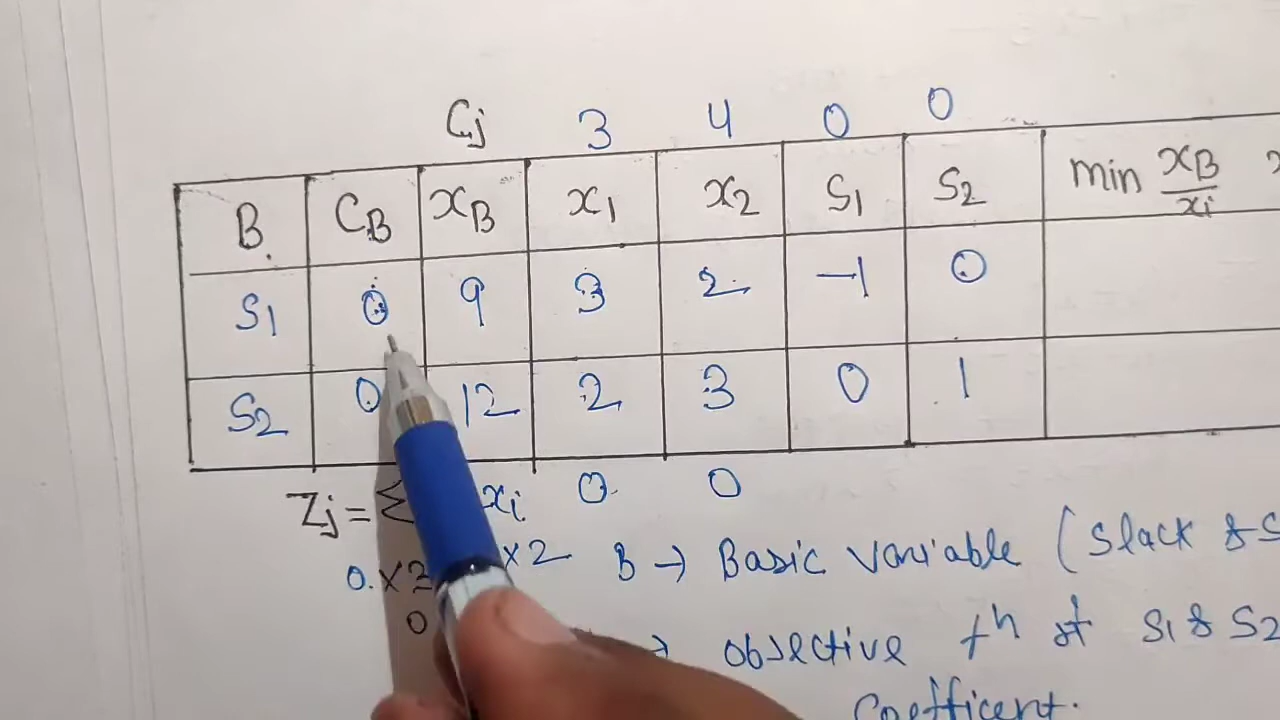 Cj 3 4 0 0
B CB xB x1 x2 S1 S2 min xB/xi
S1 0 9 3 2 -1 0
S2 0 12 2 3 0 1
Zj = Σ xi 0 0
0 × 3 × 2 B → Basic variable (Slack &
0 → objective fn of S1 & S2
Coefficent.